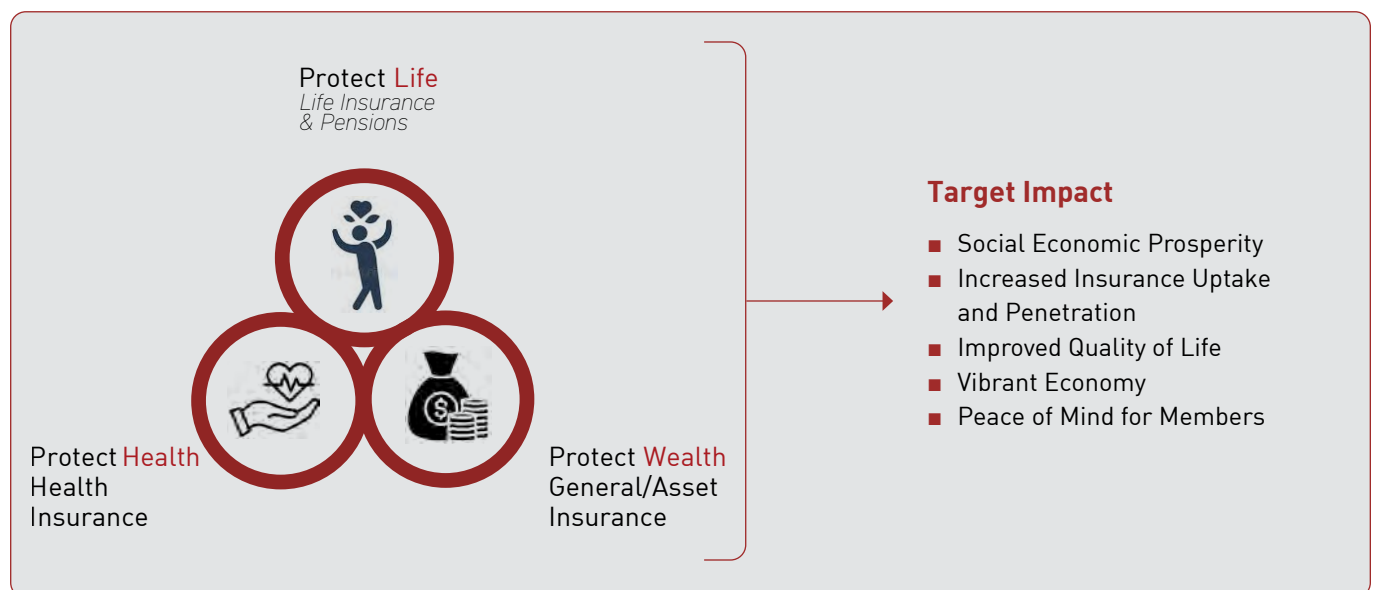 Protect Life
Life Insurance
& Pensions
Protect Health
Health
Insurance
Protect Wealth
General/Asset
Insurance
Target Impact
■ Social Economic Prosperity
■ Increased Insurance Uptake
and Penetration
■ Improved Quality of Life
■ Vibrant Economy
■ Peace of Mind for Members
$